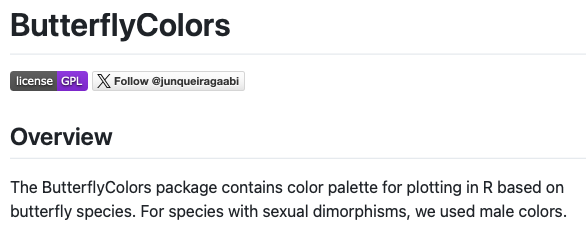 ButterflyColors
license GPL Follow @junqueiragaabi
Overview
The ButterflyColors package contains color palette for plotting in R based on
butterfly species. For species with sexual dimorphisms, we used male colors.